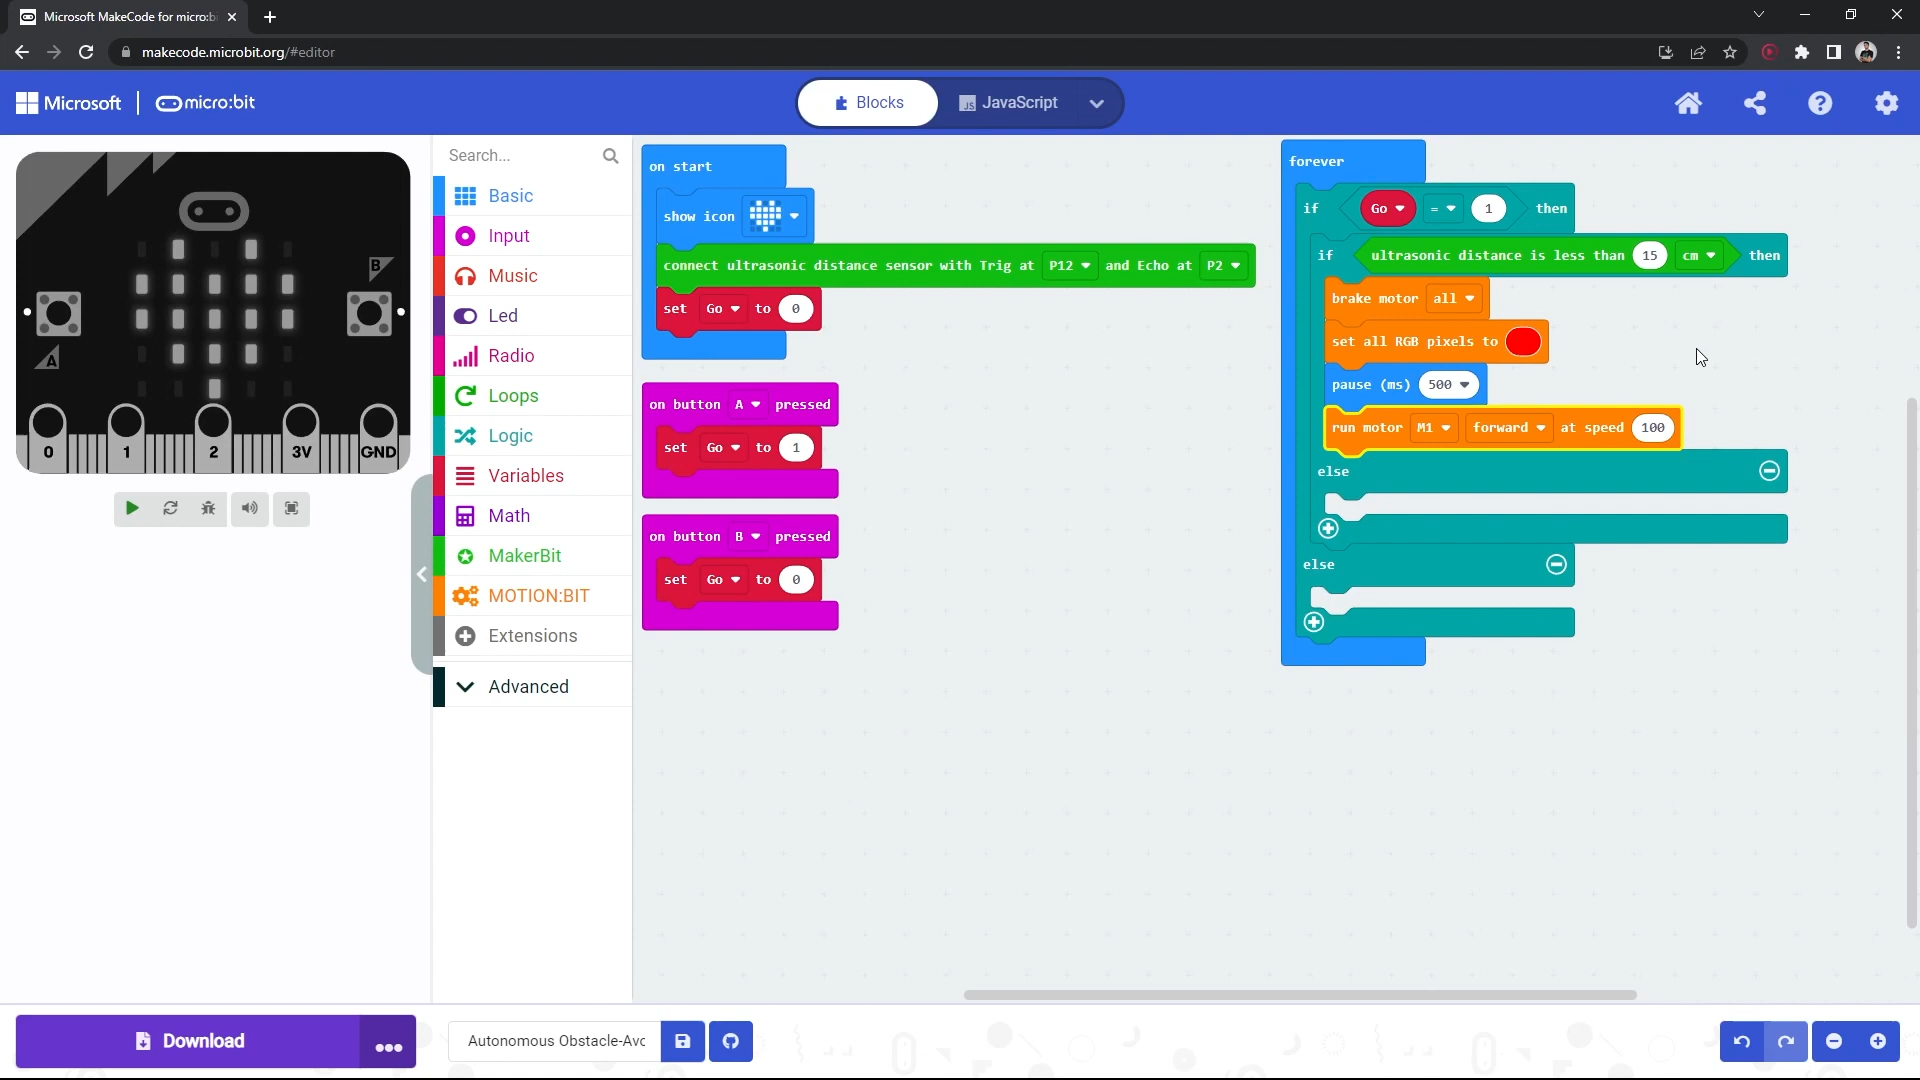 Microsoft MakeCode for micro:bi
makecode.microbit.org/#editor
Microsoft
micro:bit
Blocks
JS JavaScript
B
A
0 1 2 3V GND
Search...
Basic
Input
Music
Led
Radio
Loops
Logic
Variables
Math
MakerBit
MOTION:BIT
Extensions
Advanced
on start
show icon
connect ultrasonic distance sensor with Trig at P12 and Echo at P2
set Go to 0
on button A pressed
set Go to 1
on button B pressed
set Go to 0
forever
if Go = 1 then
if ultrasonic distance is less than 15 cm then
brake motor all
set all RGB pixels to
pause (ms) 500
run motor M1 forward at speed 100
else
else
Download
Autonomous Obstacle-Avc